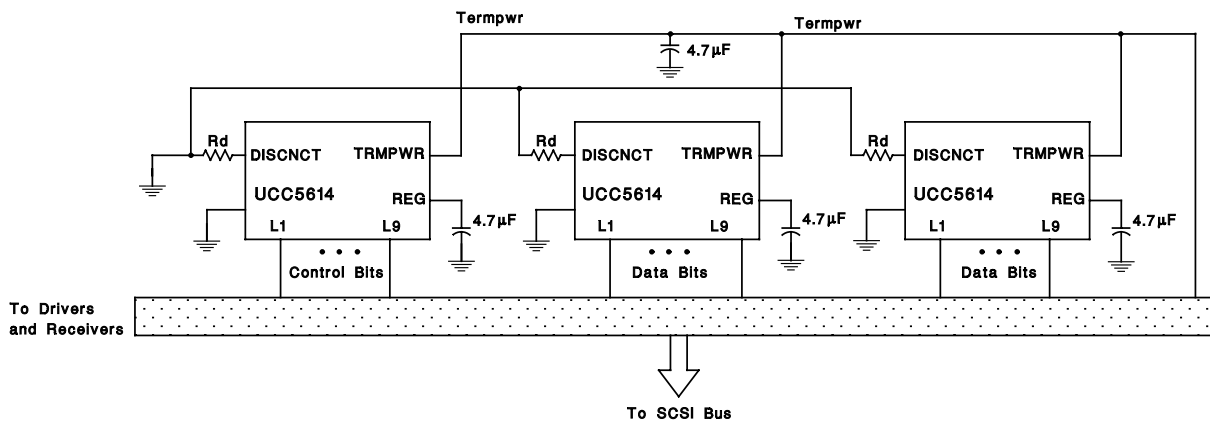 Termpwr
Termpwr
4.7µF
Rd
DISCNCT
TRMPWR
UCC5614
REG
L1
L9
4.7µF
Control Bits
Rd
DISCNCT
TRMPWR
UCC5614
REG
L1
L9
4.7µF
Data Bits
Rd
DISCNCT
TRMPWR
UCC5614
REG
L1
L9
4.7µF
Data Bits
To Drivers
and Receivers
To SCSI Bus